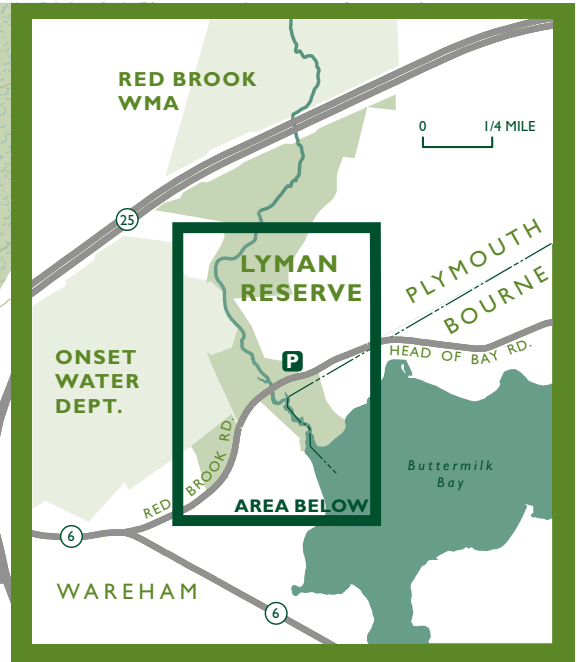 RED BROOK
WMA
0 1/4 MILE
25
LYMAN
RESERVE
PLYMOUTH
BOURNE
P
HEAD OF BAY RD.
ONSET
WATER
DEPT.
RED BROOK RD.
Buttermilk
Bay
AREA BELOW
6
WAREHAM
6